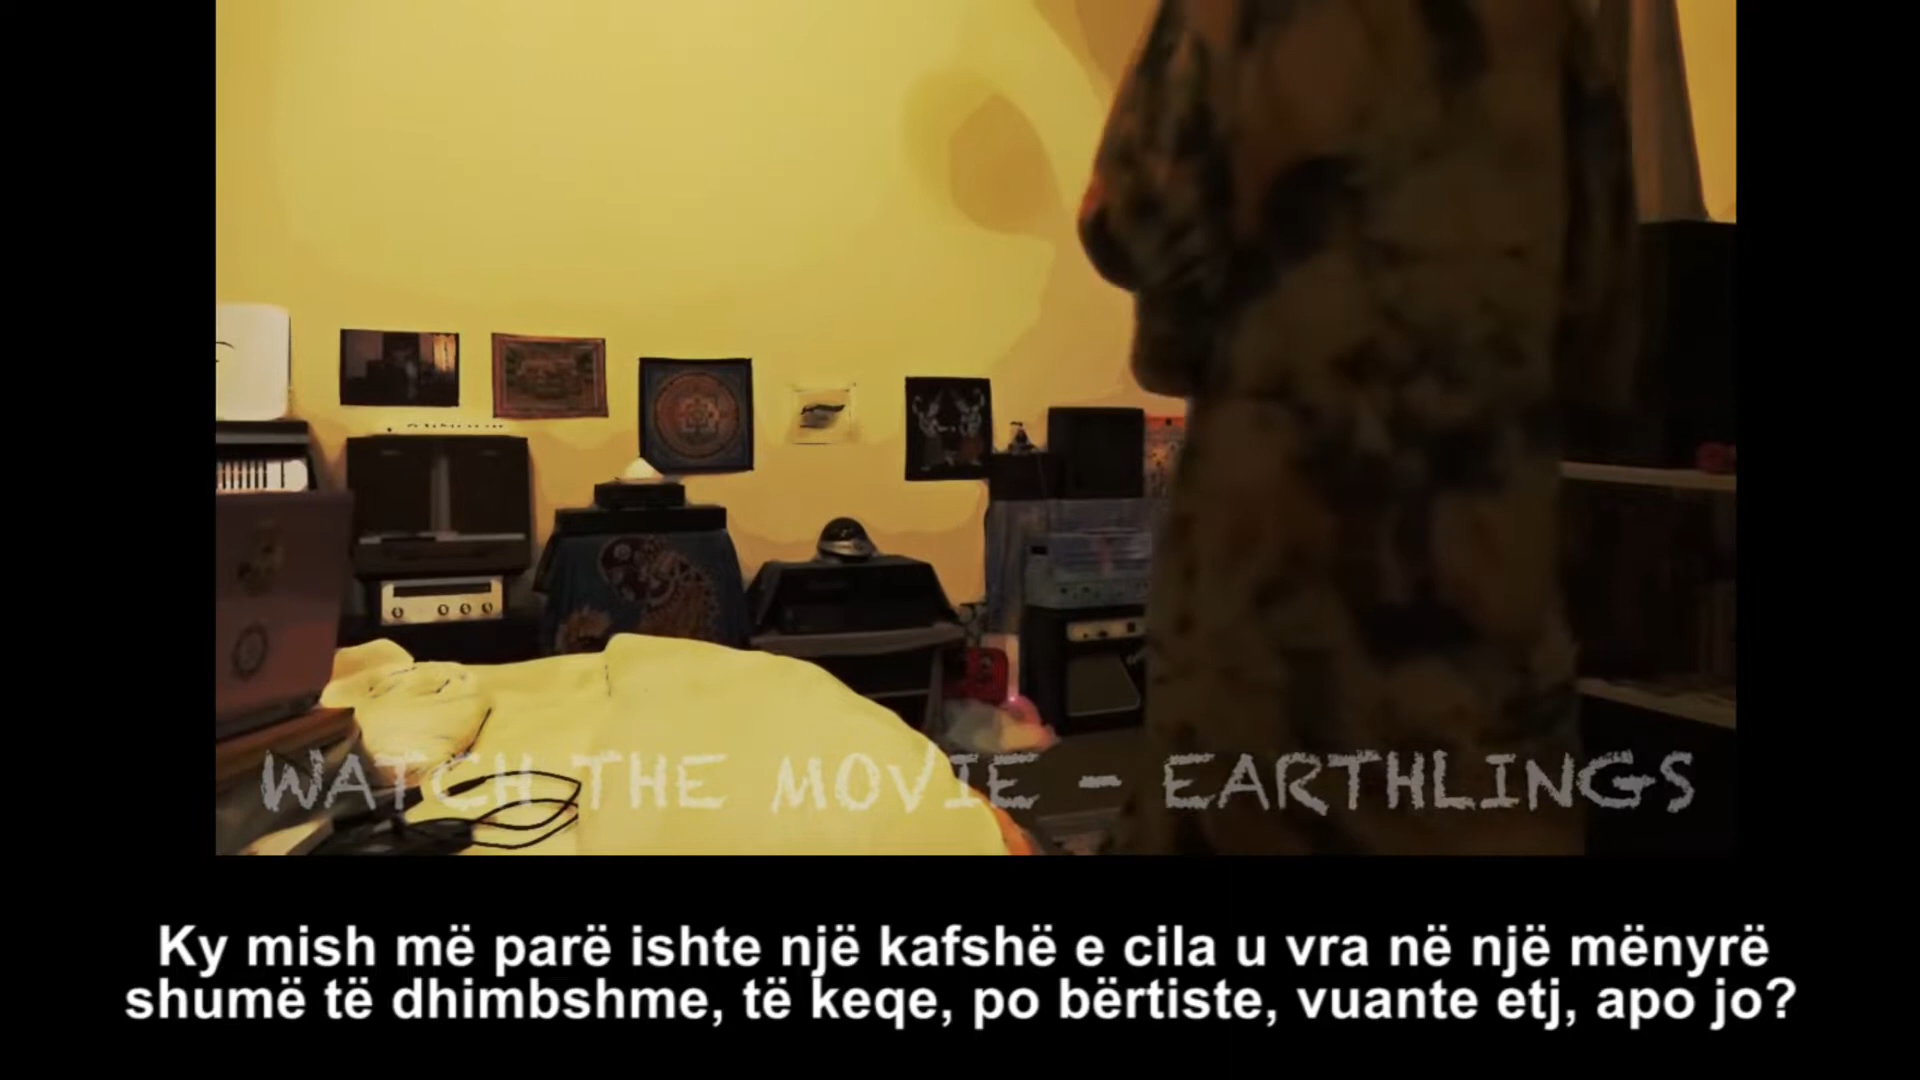 WATCH THE MOVIE - EARTHLINGS
Ky mish më parë ishte një kafshë e cila u vra në një mënyrë
shumë të dhimbshme, të keqe, po bërtiste, vuante etj, apo jo?